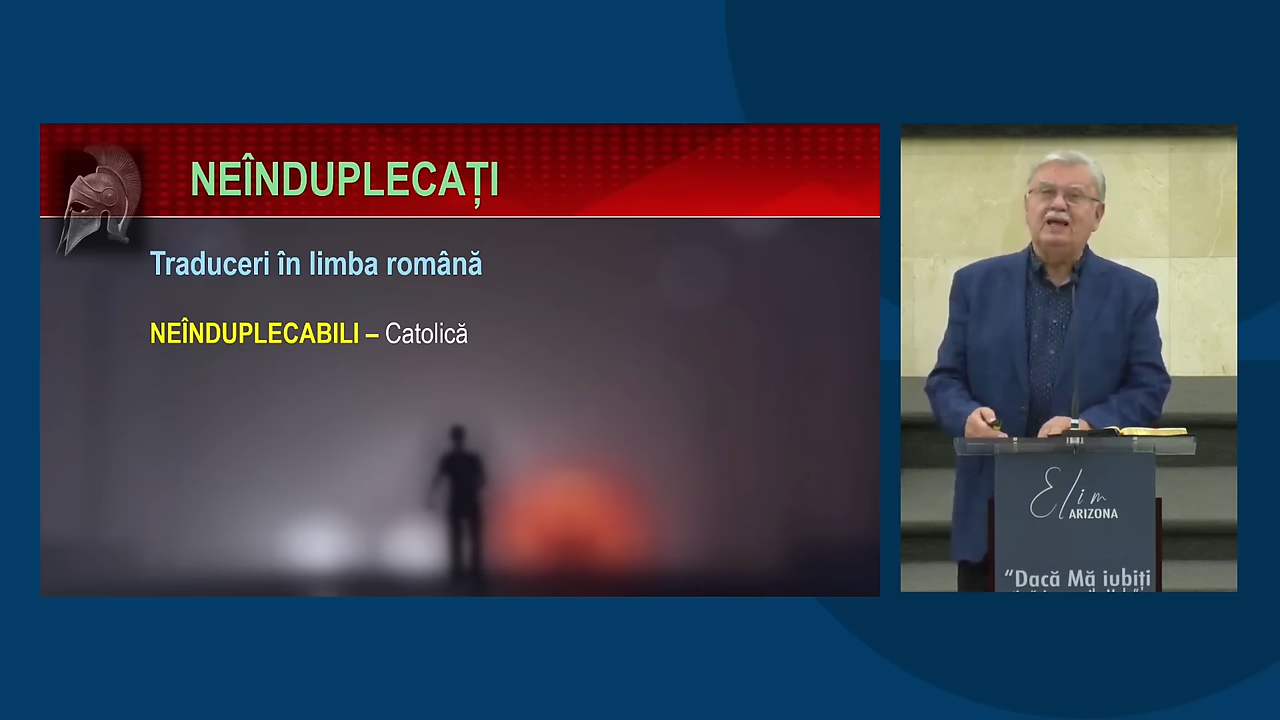 NEÎNDUPLECAȚI
Traduceri în limba română
NEÎNDUPLECABILI – Catolică
Elim
ARIZONA
“Dacă Mă iubiți